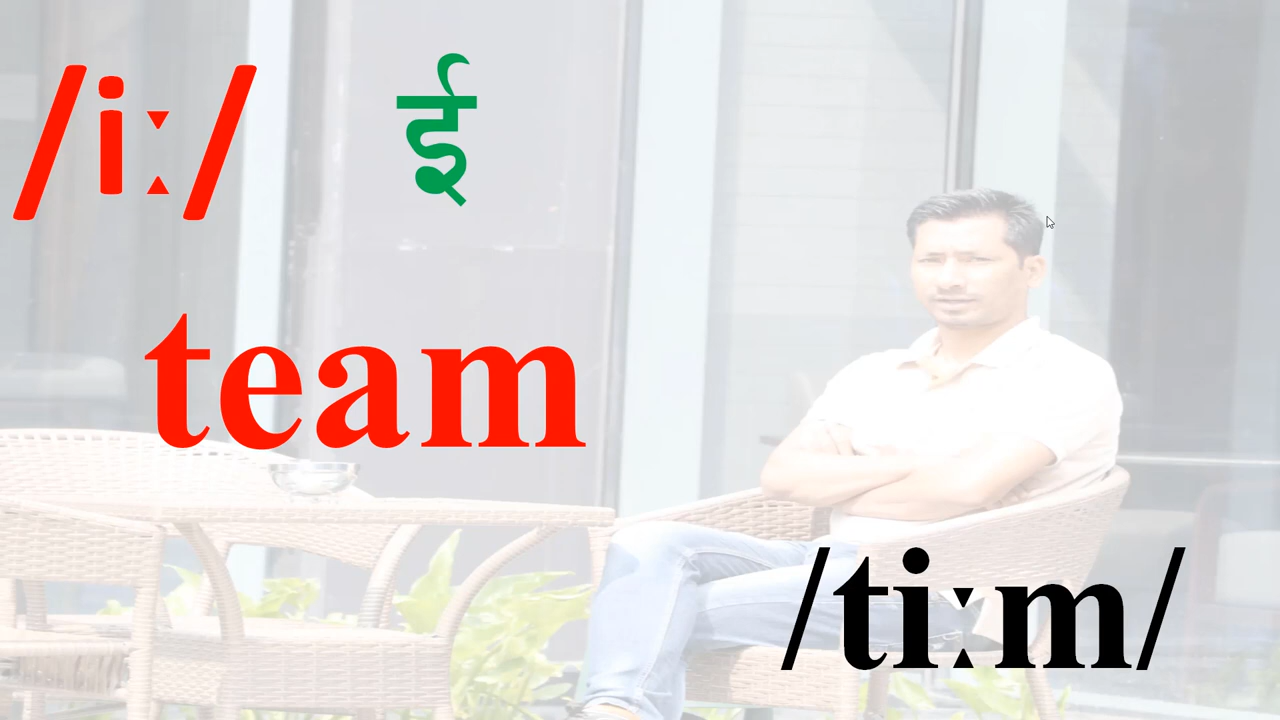 /iː/ ई
team
/tiːm/